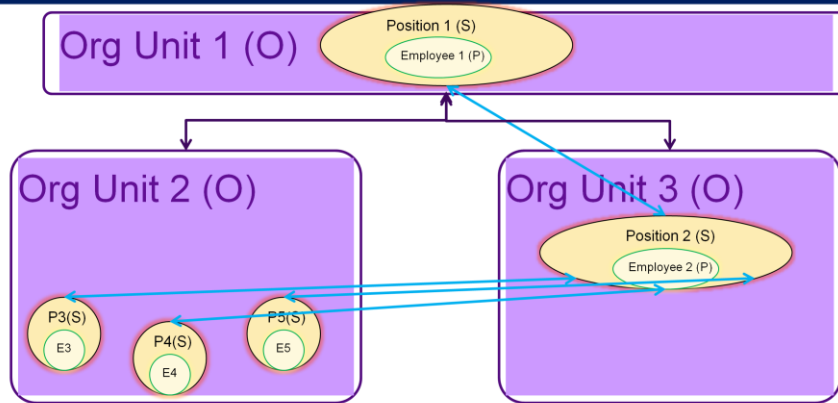 Position 1 (S)
Org Unit 1 (O)
Employee 1 (P)
Org Unit 2 (O)
Org Unit 3 (O)
Position 2 (S)
Employee 2 (P)
P3(S)
P5(S)
P4(S)
E3
E5
E4